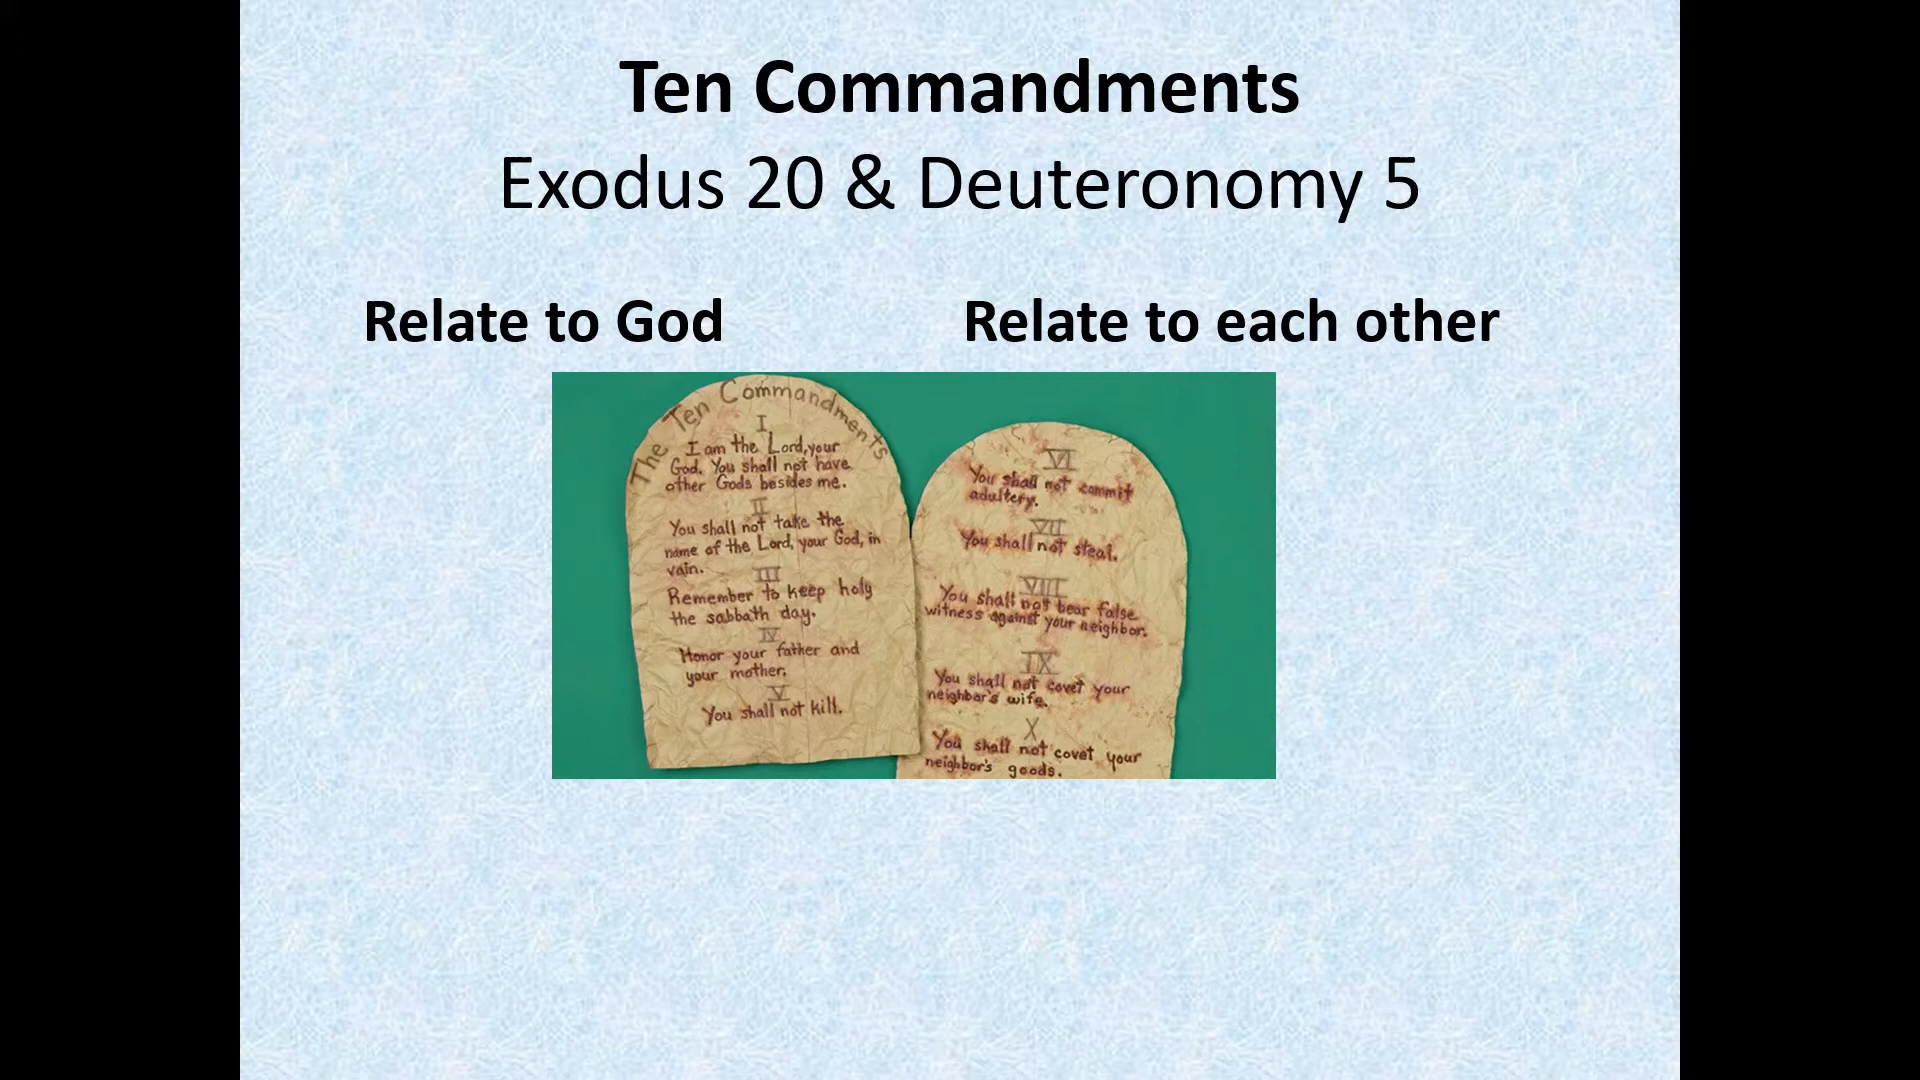 Ten Commandments
Exodus 20 & Deuteronomy 5
Relate to God
Relate to each other
The Ten Commandments
I
I am the Lord, your
God. You shall not have
other Gods besides me.
II
You shall not take the
name of the Lord, your God, in
vain.
III
Remember to keep holy
the sabbath day.
IV
Honor your father and
your mother.
V
You shall not kill.
VI
You shall not commit
adultery.
VII
You shall not steal.
VIII
You shall not bear false
witness against your neighbor.
IX
You shall not covet your
neighbor's wife.
X
You shall not covet your
neighbor's goods.